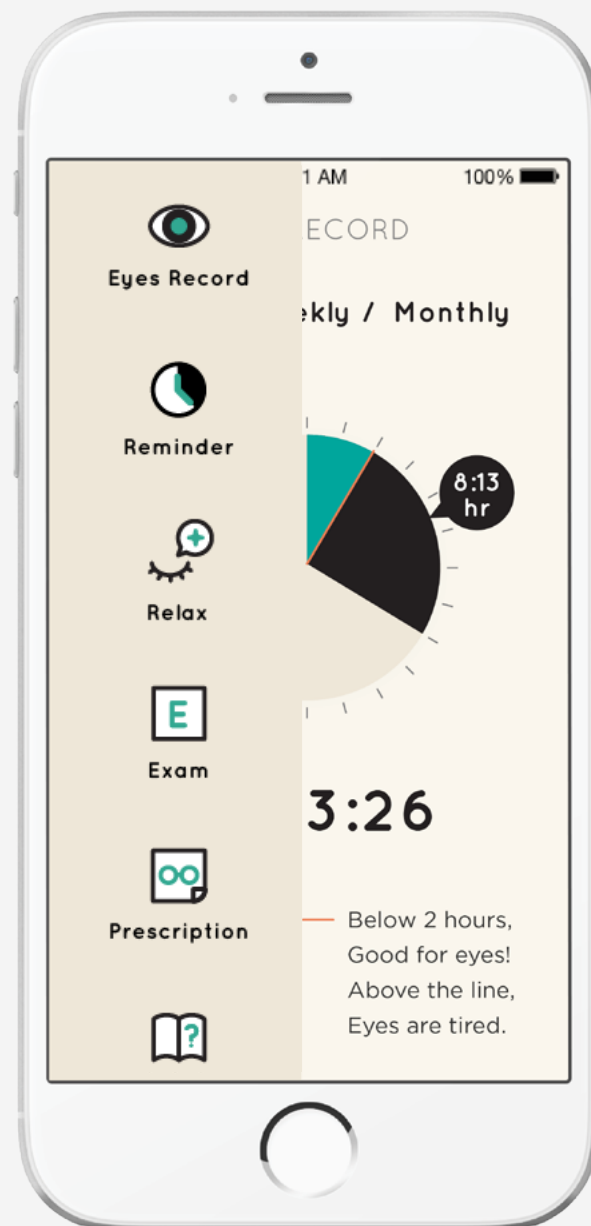 1 AM
100%
Eyes Record
ECORD
ekly / Monthly
Reminder
8:13
hr
Relax
E
Exam
3:26
Prescription
Below 2 hours,
Good for eyes!
Above the line,
Eyes are tired.
?